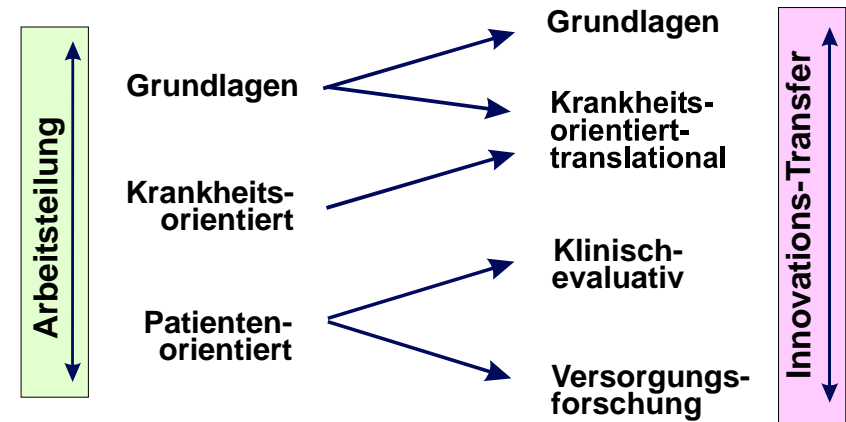 Arbeitsteilung
Grundlagen
Krankheits-
orientiert
Patienten-
orientiert
Grundlagen
Krankheits-
orientiert-
translational
Klinisch-
evaluativ
Versorgungs-
forschung
Innovations-Transfer